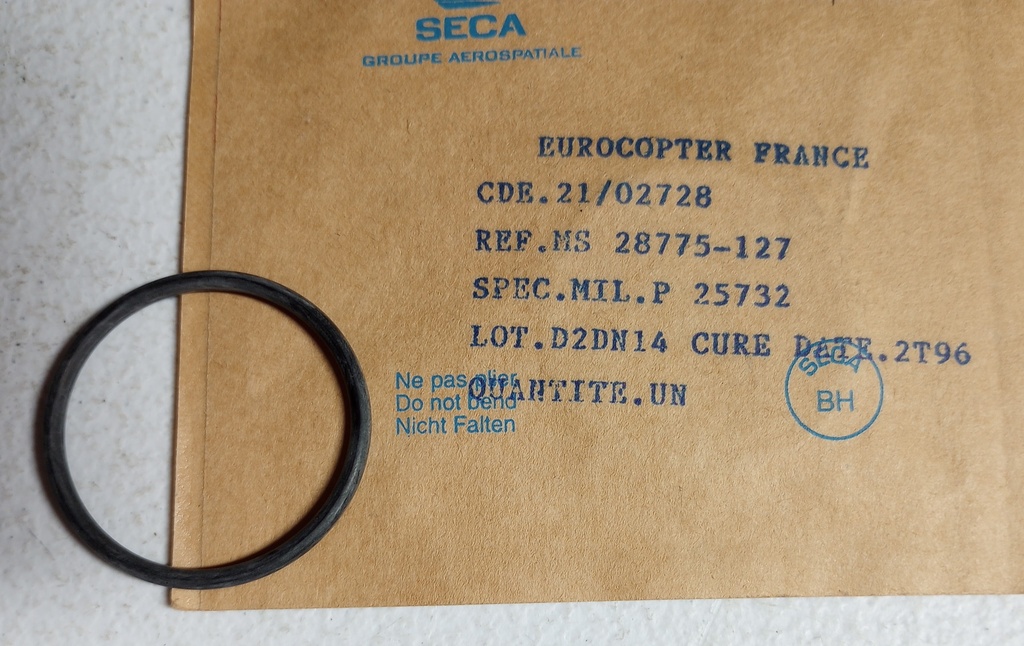 SECA
GROUPE AEROSPATIALE
EUROCOPTER FRANCE
CDE.21/02728
REF.MS 28775-127
SPEC.MIL.P 25732
LOT.D2DN14 CURE DATE.2T96
QUANTITE.UN
Ne pas plier
Do not bend
Nicht Falten
SECA
BH